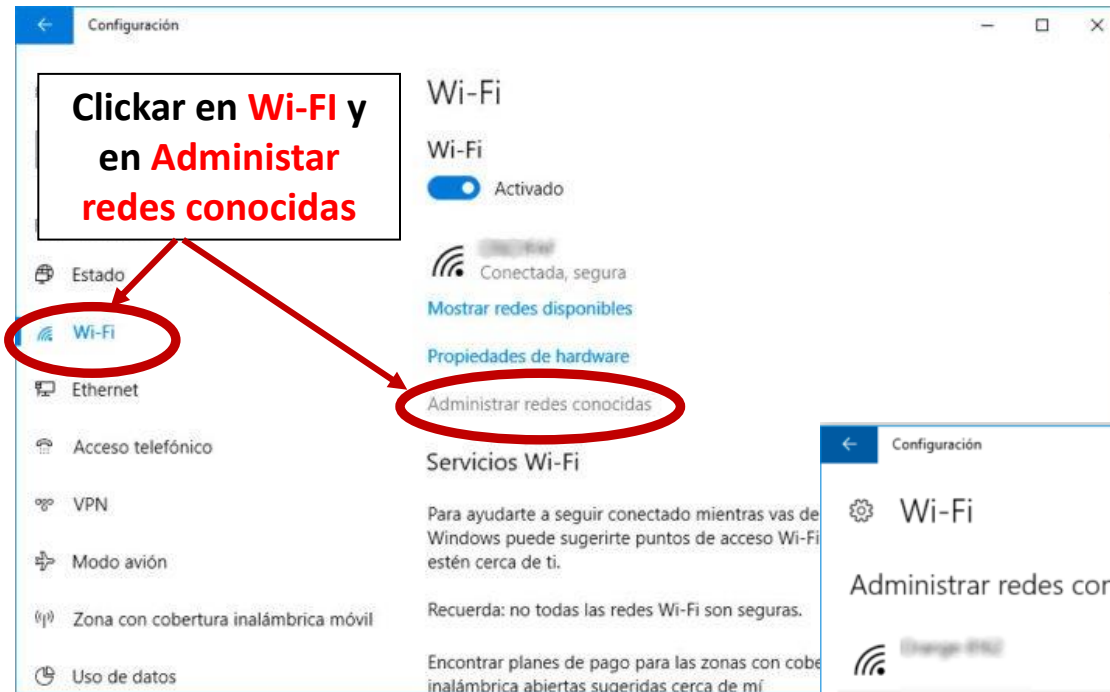 Configuración
Clickar en Wi-FI y
en Administar
redes conocidas
Estado
Wi-Fi
Ethernet
Acceso telefónico
VPN
Modo avión
Zona con cobertura inalámbrica móvil
Uso de datos
Wi-Fi
Wi-Fi
Activado
Conectada, segura
Mostrar redes disponibles
Propiedades de hardware
Administrar redes conocidas
Servicios Wi-Fi
Para ayudarte a seguir conectado mientras vas de
Windows puede sugerirte puntos de acceso Wi-Fi
estén cerca de ti.
Recuerda: no todas las redes Wi-Fi son seguras.
Encontrar planes de pago para las zonas con cobe
inalámbrica abiertas sugeridas cerca de mí
Configuración
Wi-Fi
Administrar redes con